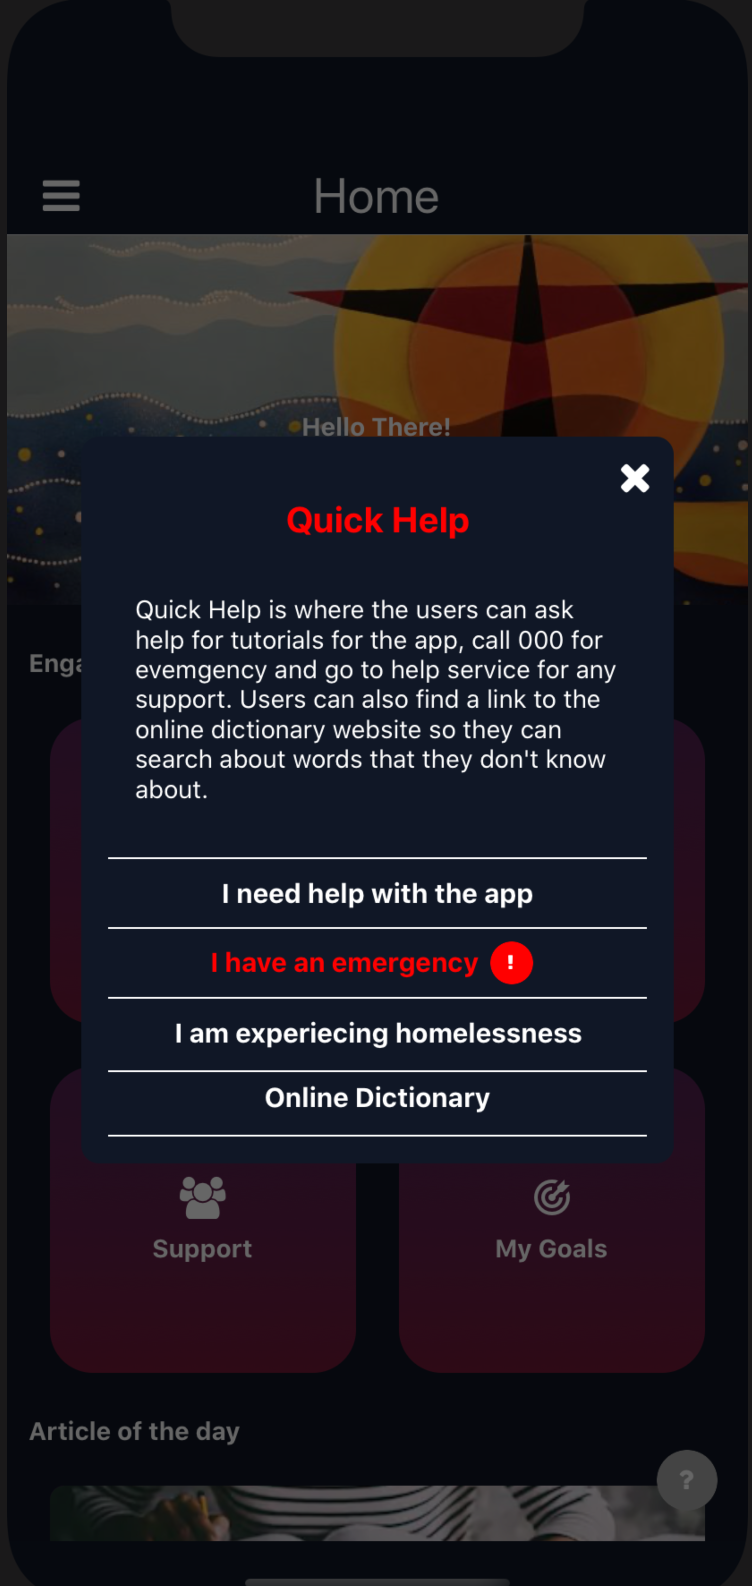 Home
Hello There!
Quick Help
Quick Help is where the users can ask
help for tutorials for the app, call 000 for
evemgency and go to help service for any
support. Users can also find a link to the
online dictionary website so they can
search about words that they don't know
about.
Enga
I need help with the app
I have an emergency !
I am experiecing homelessness
Online Dictionary
Support
My Goals
Article of the day
?